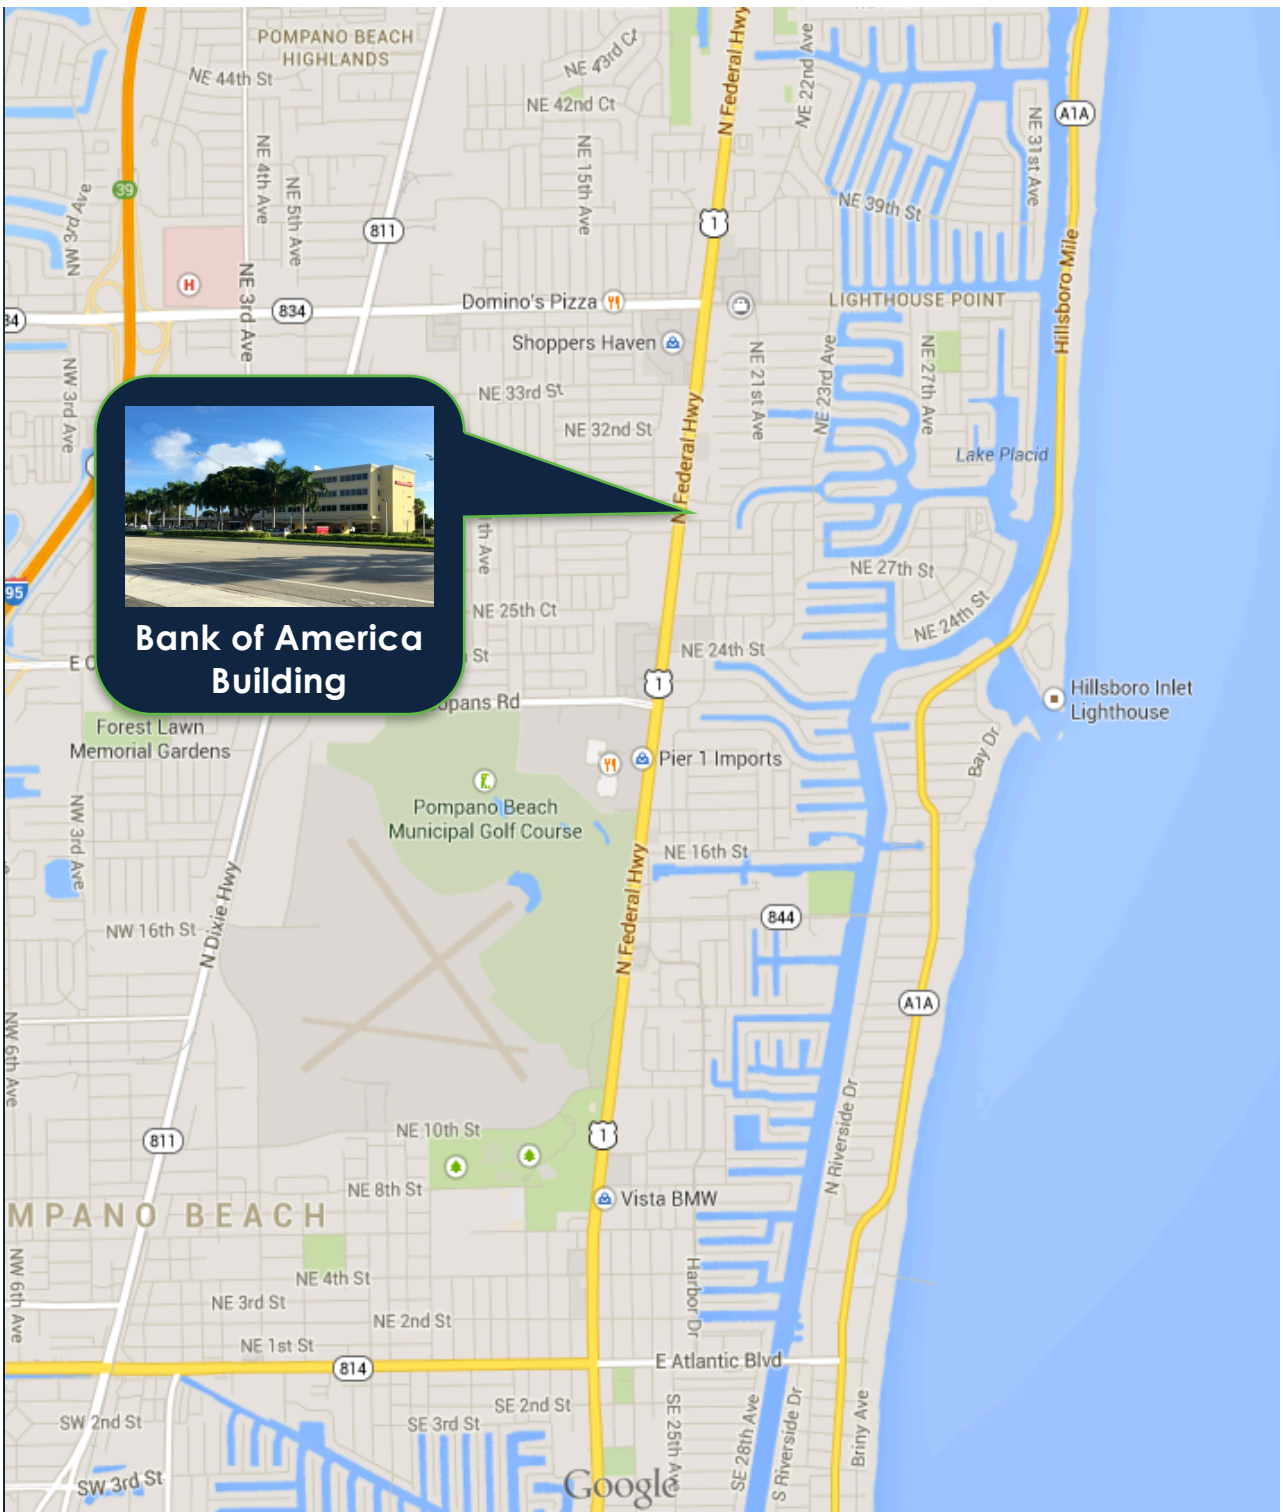 POMPANO BEACH
HIGHLANDS
NE 44th St
NE 43rd Ct
NE 42nd Ct
N Federal Hwy
NE 22nd Ave
A1A
NE 31st Ave
NE 4th Ave
NE 5th Ave
NE 15th Ave
39
NW 3rd Ave
NE 39th St
811
1
H
NE 3rd Ave
834
Domino's Pizza
LIGHTHOUSE POINT
Hillsboro Mile
34
Shoppers Haven
NE 21st Ave
NE 23rd Ave
NE 27th Ave
NW 3rd Ave
NE 33rd St
NE 32nd St
N Federal Hwy
Lake Placid
th Ave
NE 27th St
95
NE 25th Ct
NE 24th St
Bank of America
Building
NE 24th St
St
E C
1
opans Rd
Hillsboro Inlet
Lighthouse
Forest Lawn
Memorial Gardens
Pier 1 Imports
Bay Dr
Pompano Beach
Municipal Golf Course
NW 3rd Ave
NE 16th St
N Dixie Hwy
N Federal Hwy
844
NW 16th St
A1A
NW 6th Ave
N Riverside Dr
811
NE 10th St
1
NE 8th St
Vista BMW
MPANO BEACH
NW 6th Ave
NE 4th St
Harbor Dr
NE 3rd St
NE 2nd St
NE 1st St
814
E Atlantic Blvd
SE 2nd St
SW 2nd St
SE 3rd St
SE 25th Ave
SE 28th Ave
S Riverside Dr
Briny Ave
SW 3rd St
Google